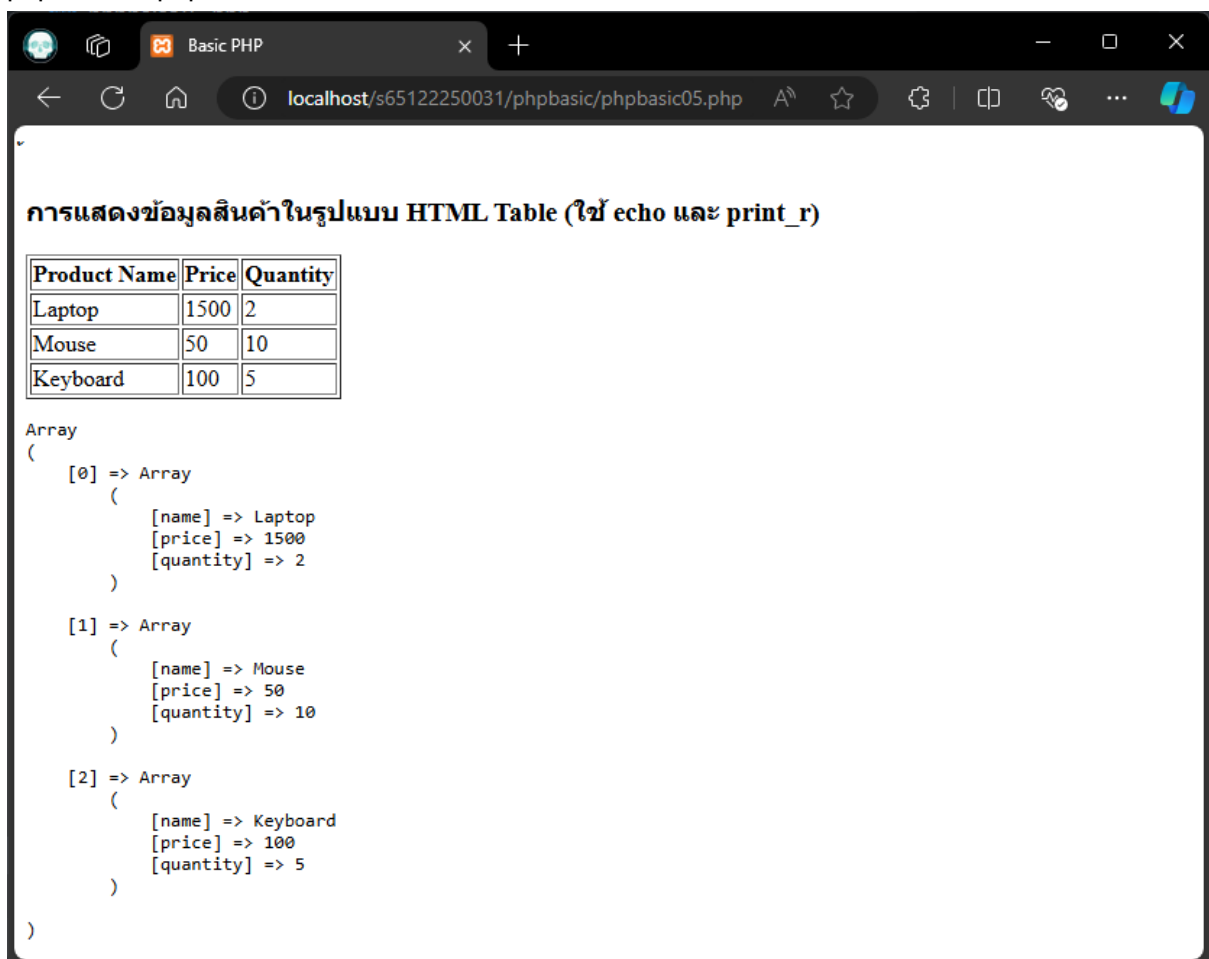 Basic PHP
localhost/s65122250031/phpbasic/phpbasic05.php
การแสดงข้อมูลสินค้าในรูปแบบ HTML Table (ใช้ echo และ print_r)
Product Name Price Quantity
Laptop 1500 2
Mouse 50 10
Keyboard 100 5
Array
(
    [0] => Array
        (
            [name] => Laptop
            [price] => 1500
            [quantity] => 2
        )
    [1] => Array
        (
            [name] => Mouse
            [price] => 50
            [quantity] => 10
        )
    [2] => Array
        (
            [name] => Keyboard
            [price] => 100
            [quantity] => 5
        )
)